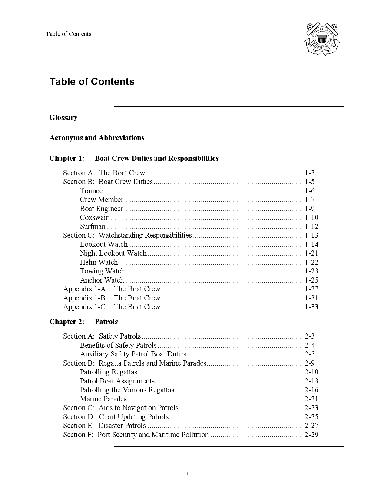 Table of Contents
Table of Contents
Glossary
Acronyms and Abbreviations
Chapter 1: Boat Crew Duties and Responsibilities
Section A: The Boat Crew 1-3
Section B: Boat Crew Duties 1-5
Trainee 1-6
Crew Member 1-7
Boat Engineer 1-9
Coxswain 1-10
Surfman 1-12
Section C: Watchstanding Responsibilities 1-13
Lookout Watch 1-14
Night Lookout Watch 1-21
Helm Watch 1-22
Towing Watch 1-23
Anchor Watch 1-25
Appendix 1-A The Boat Crew 1-27
Appendix 1-B The Boat Crew 1-31
Appendix 1-C The Boat Crew 1-33
Chapter 2: Patrols
Section A: Safety Patrols 2-3
Benefits of Safety Patrols 2-4
Auxiliary Safety Patrol Boat Duties
Section B: Regatta Patrols and Marine Parades 2-9
Patrolling Regattas 2-10
Patrol Boat Assignments 2-13
Patrolling the Various Regattas 2-16
Marine Parades 2-21
Section C: Aids to Navigation Patrols 2-23
Section D: Chart Updating Patrols 2-25
Section E: Disaster Patrols 2-27
Section F: Port Security and Maritime Pollution 2-29